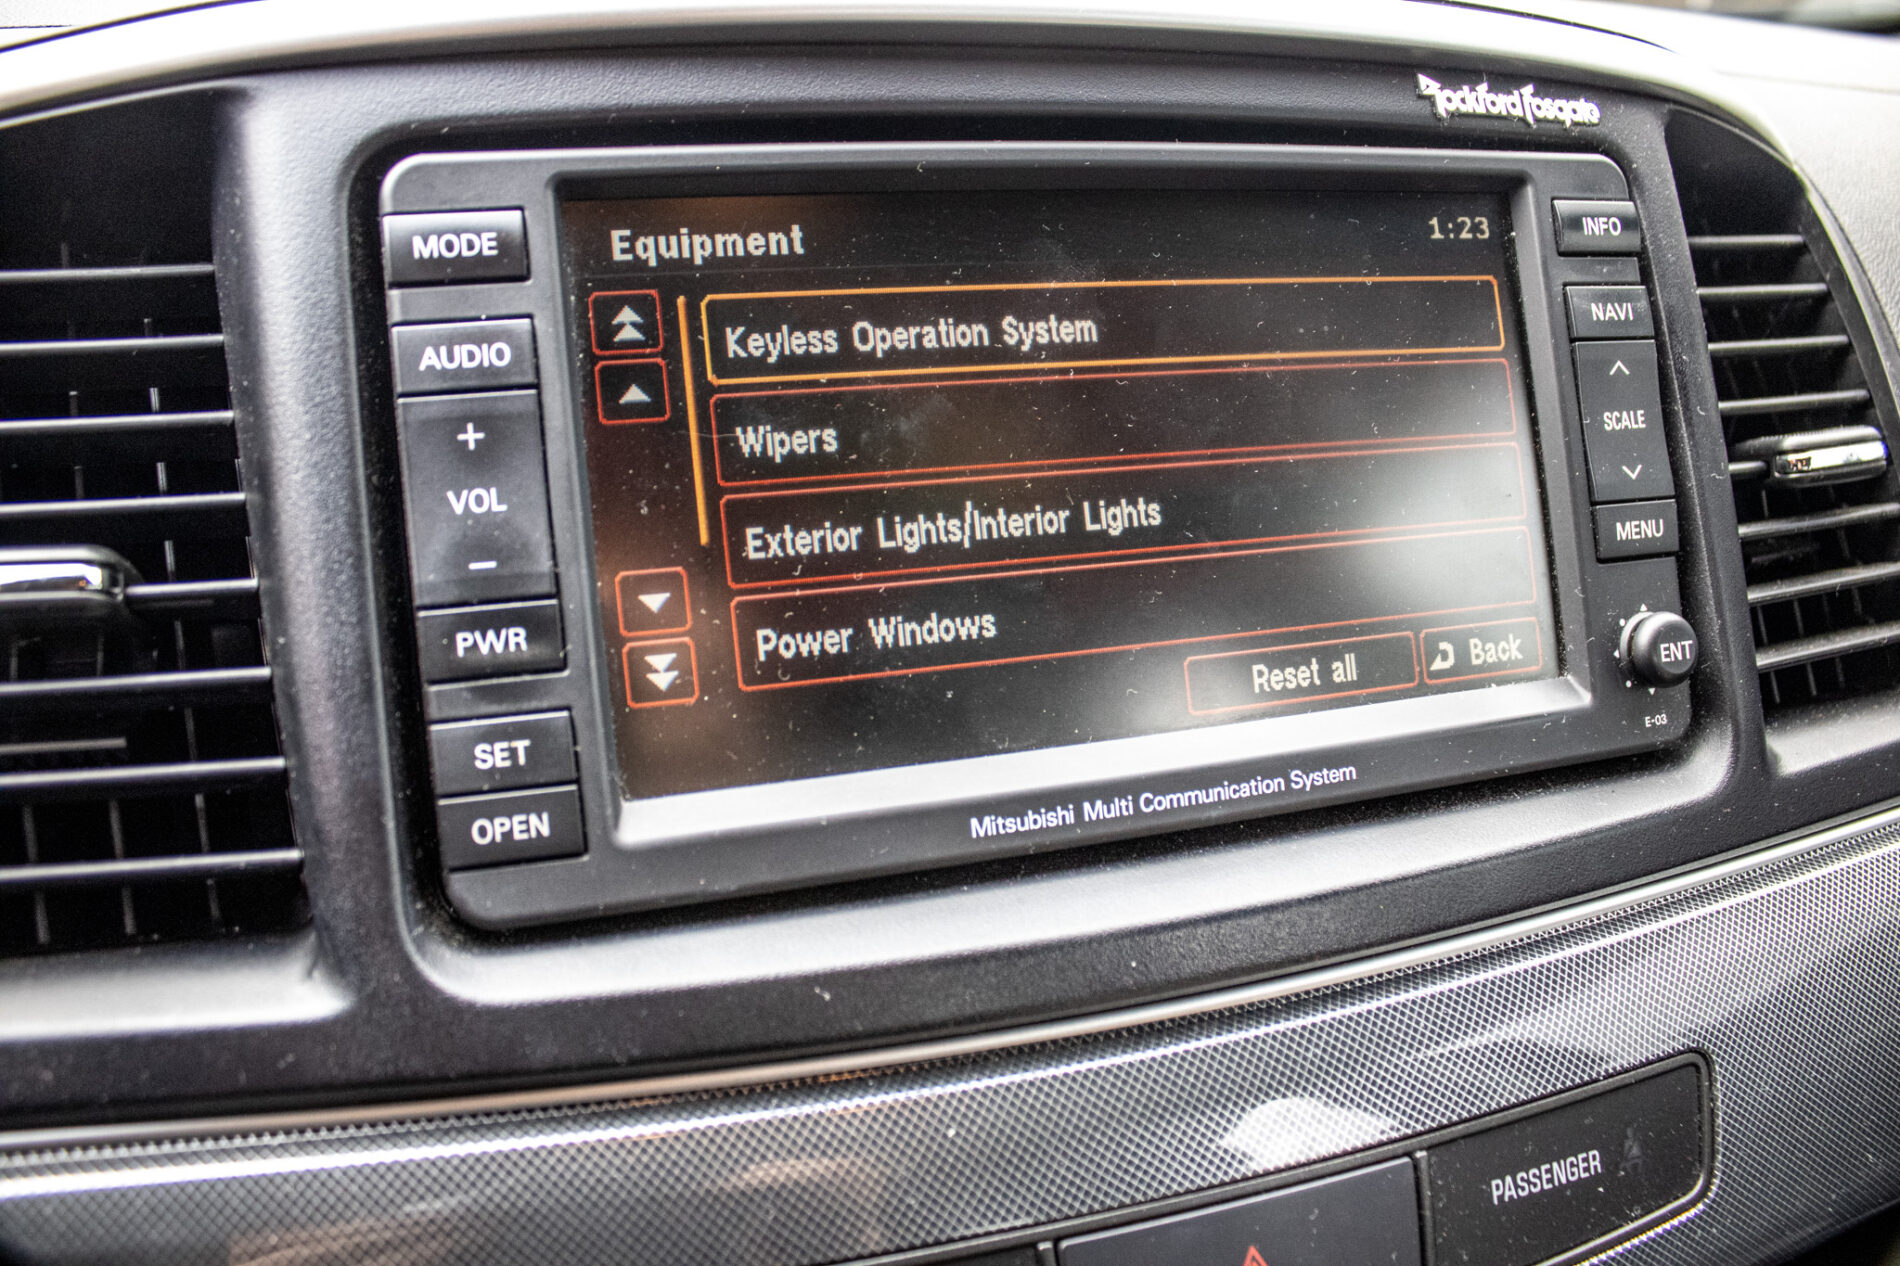 Rockford Fosgate
MODE
AUDIO
+
VOL
−
PWR
SET
OPEN
Equipment
1:23
Keyless Operation System
Wipers
Exterior Lights/Interior Lights
Power Windows
Reset all
Back
INFO
NAVI
SCALE
MENU
ENT
E-03
Mitsubishi Multi Communication System
PASSENGER